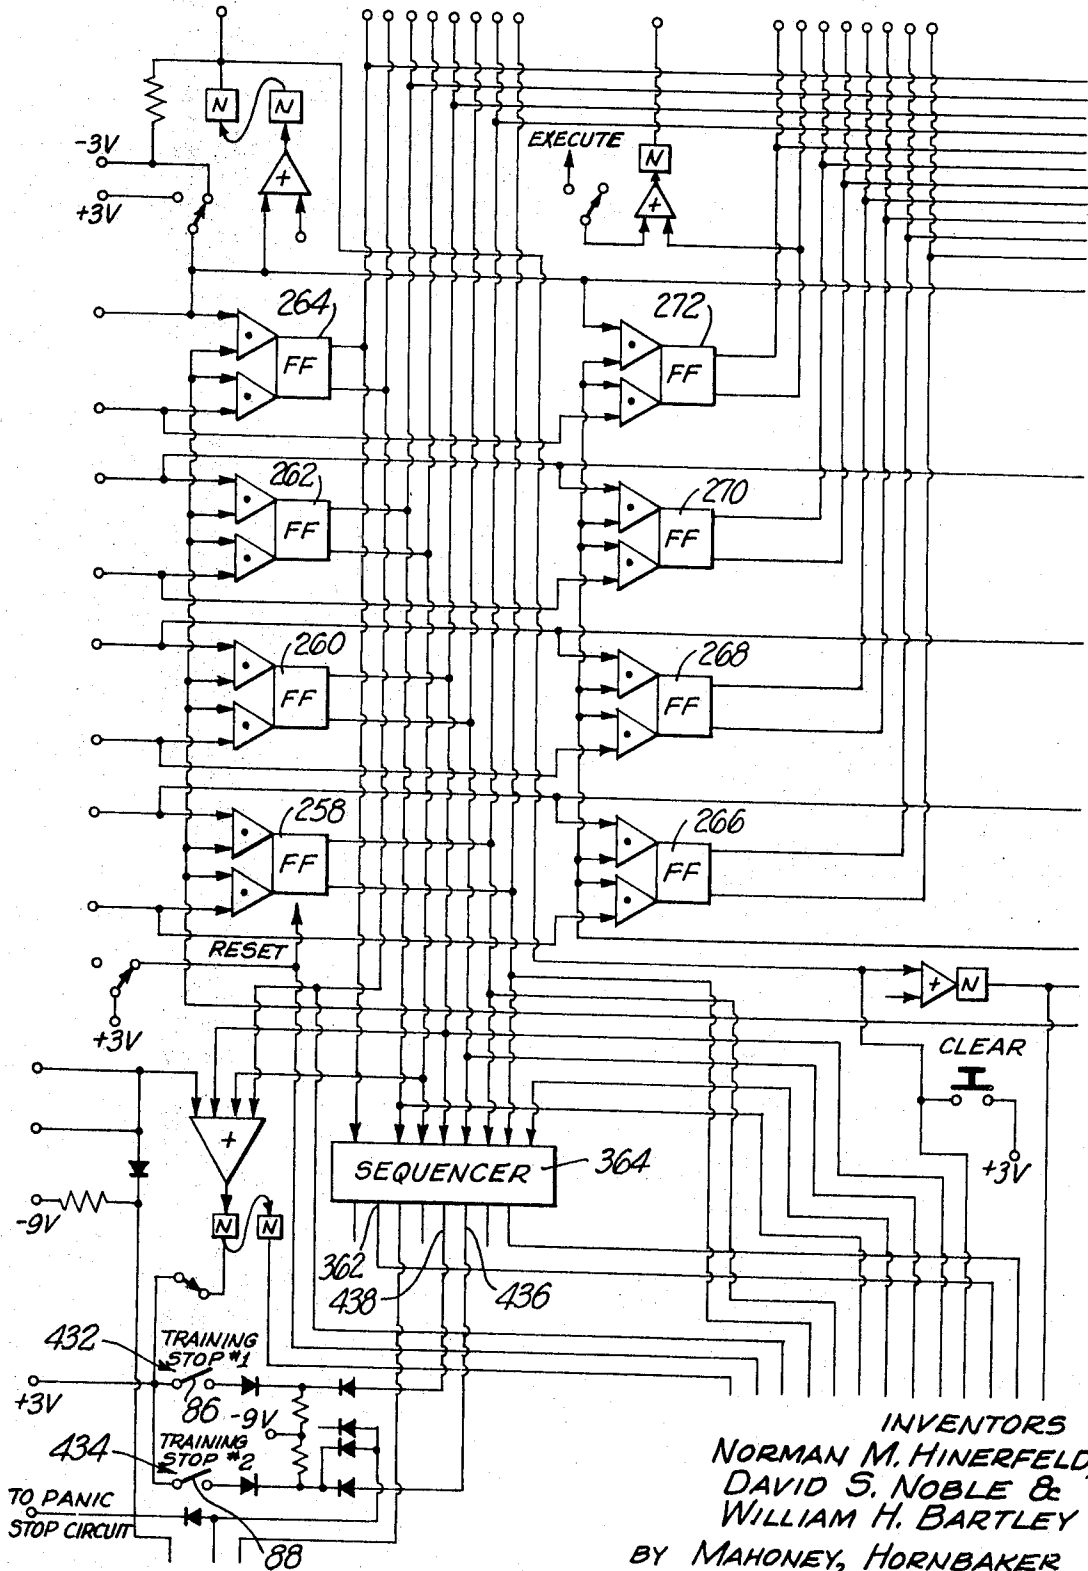 N
N
-3V
+
+3V
EXECUTE
N
+
264
FF
272
FF
262
FF
270
FF
260
FF
268
FF
258
FF
266
FF
RESET
+3V
+
N
CLEAR
+3V
+
SEQUENCER
364
-9V
N
N
362
438
436
432
TRAINING
STOP #1
+3V
86
-9V
434
TRAINING
STOP #2
TO PANIC
STOP CIRCUIT
88
INVENTORS
NORMAN M. HINERFELD,
DAVID S. NOBLE &
WILLIAM H. BARTLEY
BY MAHONEY, HORNBAKER